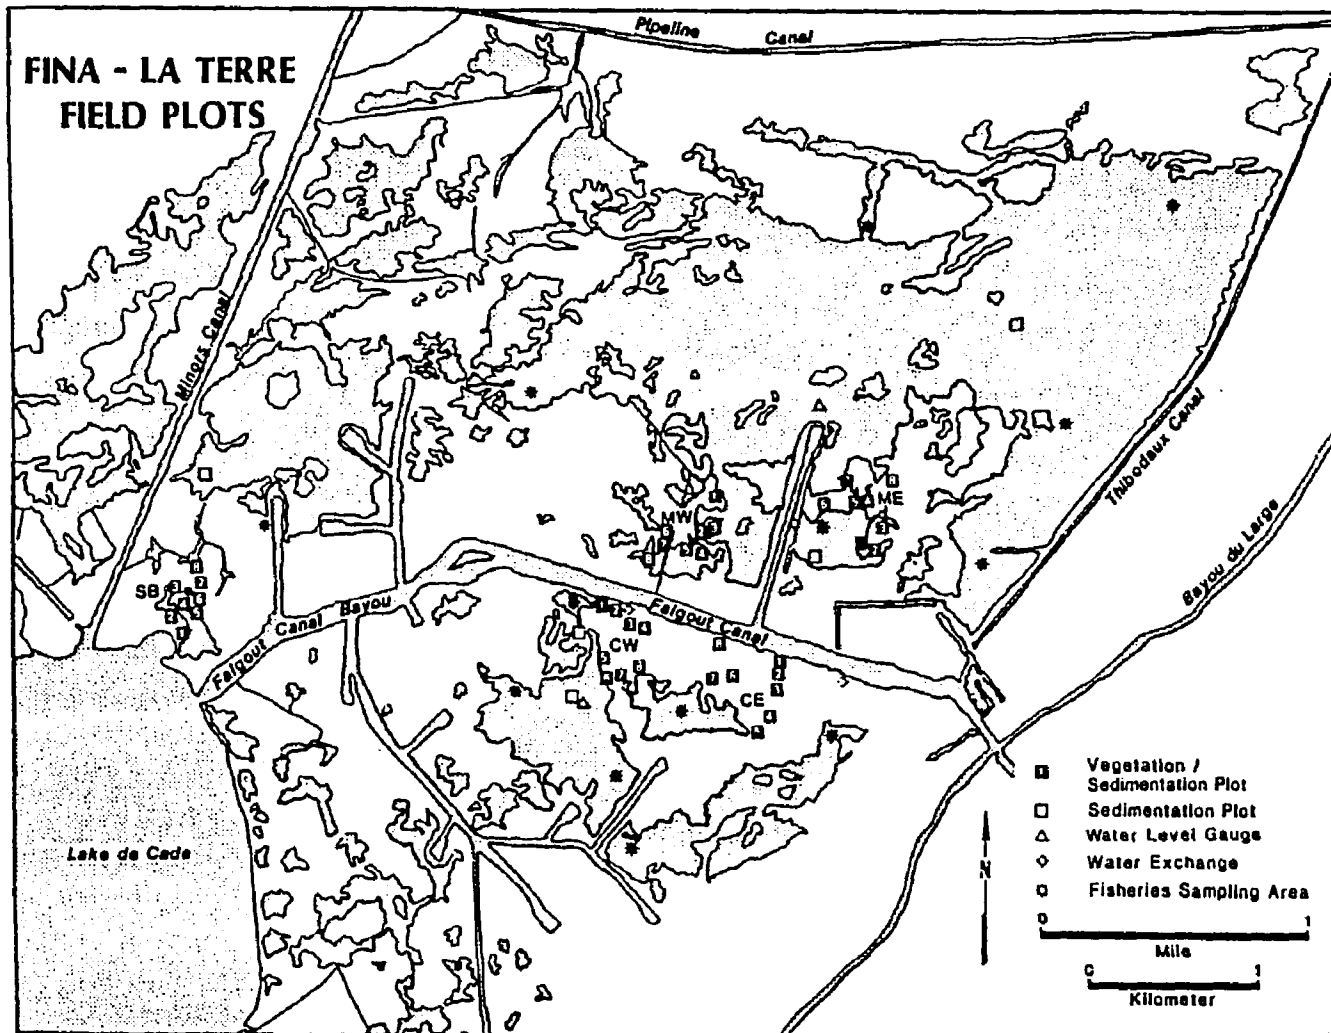 FINA - LA TERRE
FIELD PLOTS
Pipeline Canal
Minors Canal
Thibodaux Canal
Bayou du Large
MW
ME
SB
Falgout Canal Bayou
Falgout Canal
CW
CE
Lake de Cade
N
1 Vegetation /
Sedimentation Plot
Sedimentation Plot
Water Level Gauge
Water Exchange
Fisheries Sampling Area
0 1
Mile
0 1
Kilometer